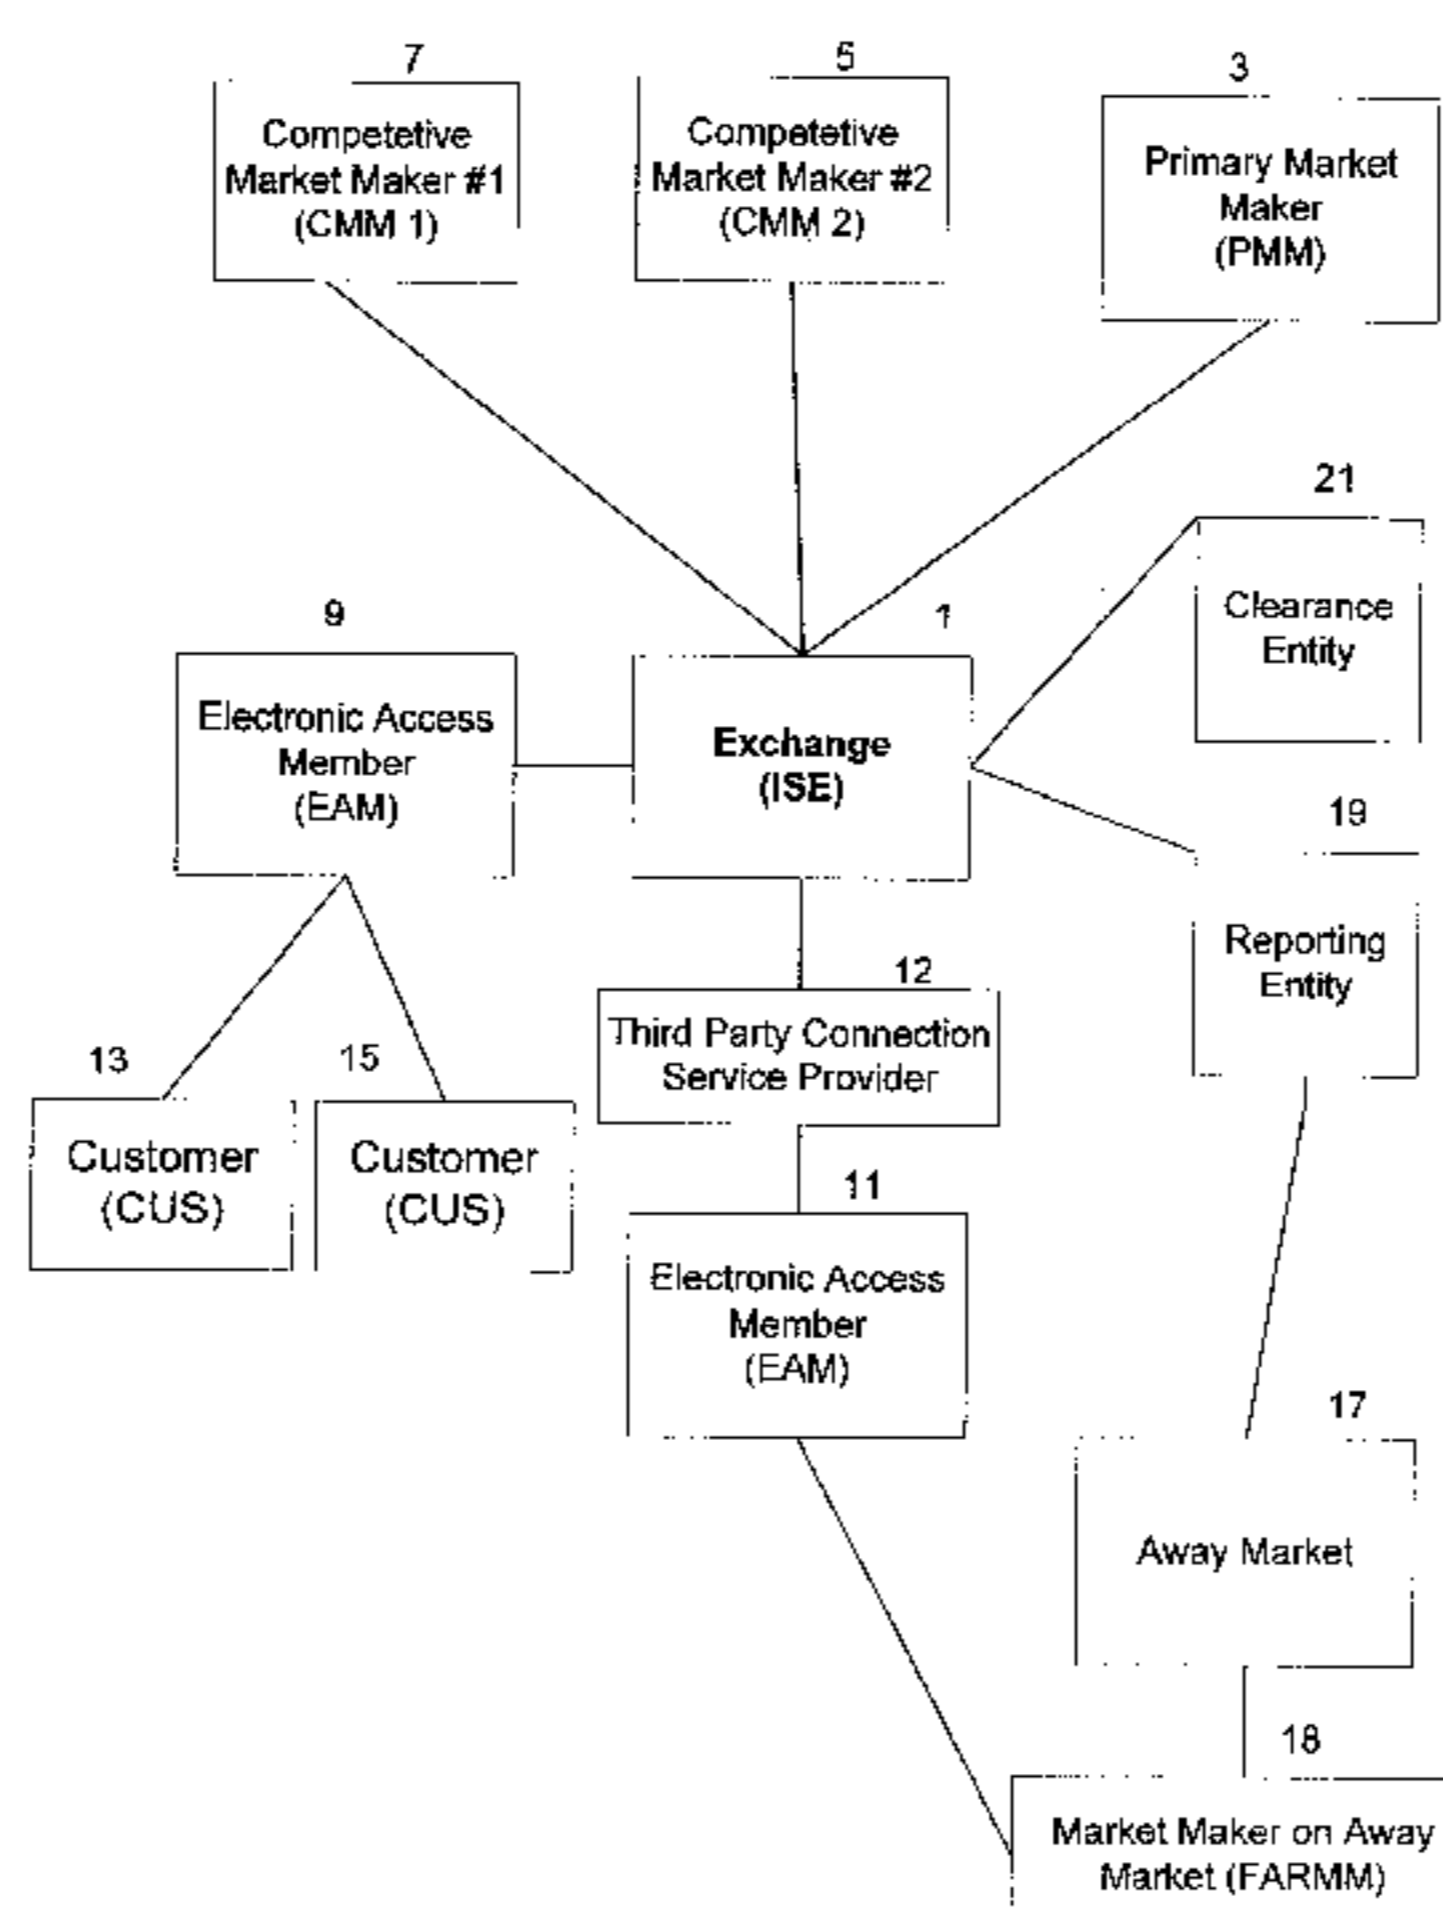 7
5
3
Competetive
Market Maker #1
(CMM 1)
Competetive
Market Maker #2
(CMM 2)
Primary Market
Maker
(PMM)
21
Clearance
Entity
9
1
Electronic Access
Member
(EAM)
Exchange
(ISE)
19
Reporting
Entity
12
Third Party Connection
Service Provider
13
15
Customer
(CUS)
Customer
(CUS)
11
Electronic Access
Member
(EAM)
17
Away Market
18
Market Maker on Away
Market (FARMM)